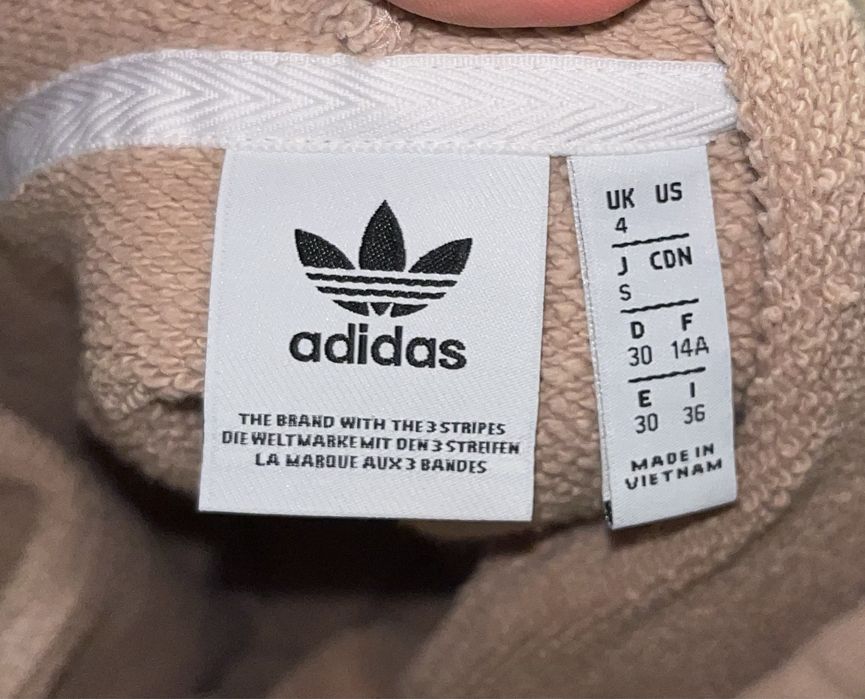 adidas
THE BRAND WITH THE 3 STRIPES
DIE WELTMARKE MIT DEN 3 STREIFEN
LA MARQUE AUX 3 BANDES
UK US
4
J CDN
S
D F
30 14A
E I
30 36
MADE IN
VIETNAM